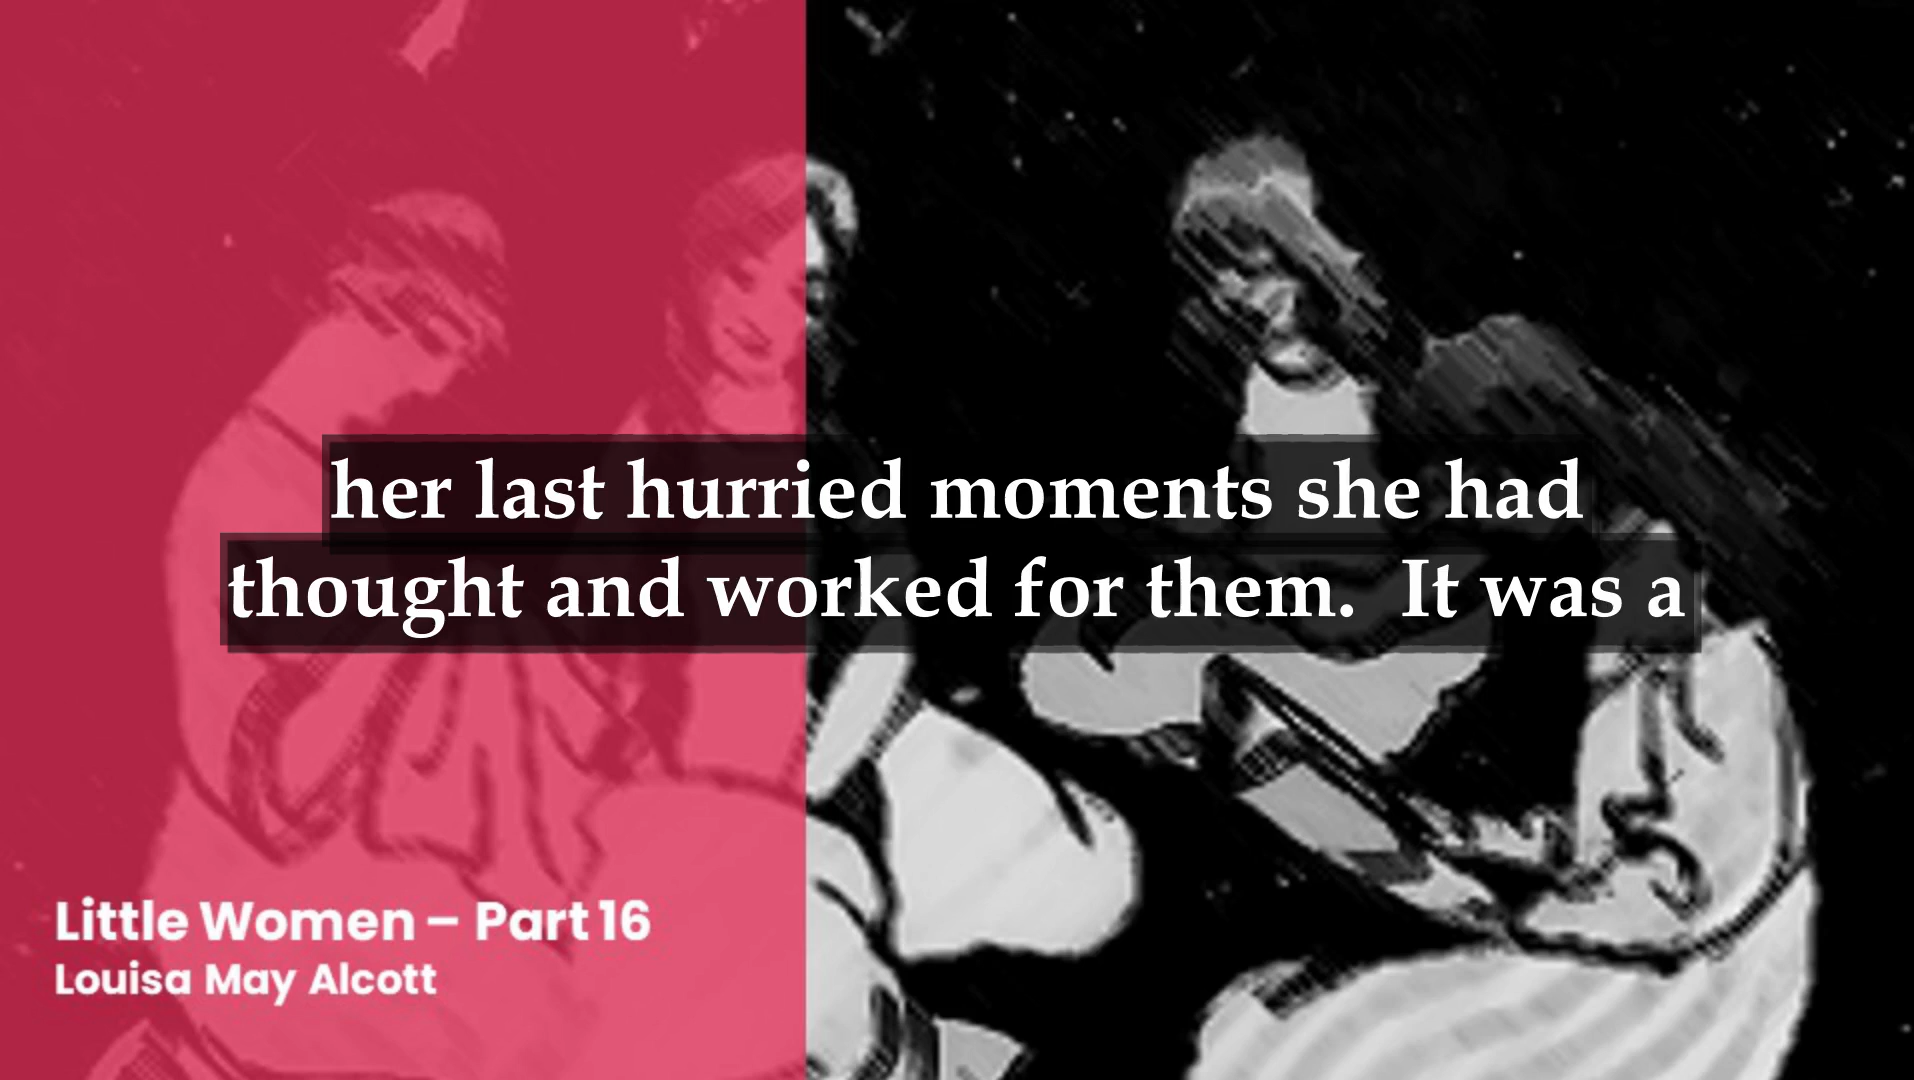 her last hurried moments she had
thought and worked for them.  It was a
Little Women – Part 16
Louisa May Alcott